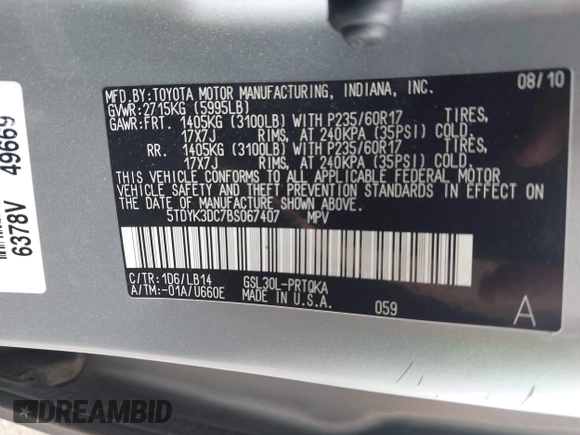 MFD.BY:TOYOTA MOTOR MANUFACTURING, INDIANA, INC. 08/10
GVWR:2715KG (5995LB)
GAWR:FRT. 1405KG (3100LB) WITH P235/60R17 TIRES,
17X7J RIMS, AT 240KPA (35PSI) COLD.
RR. 1405KG (3100LB) WITH P235/60R17 TIRES,
17X7J RIMS, AT 240KPA (35PSI) COLD.
THIS VEHICLE CONFORMS TO ALL APPLICABLE FEDERAL MOTOR
VEHICLE SAFETY AND THEFT PREVENTION STANDARDS IN EFFECT ON
THE DATE OF MANUFACTURE SHOWN ABOVE.
5TDYK3DC7BS067407 MPV
C/TR:1D6/LB14 GSL30L-PRTQKA
A/TM:-01A/U660E MADE IN U.S.A. 059 A
6378V 49669
DREAMBID